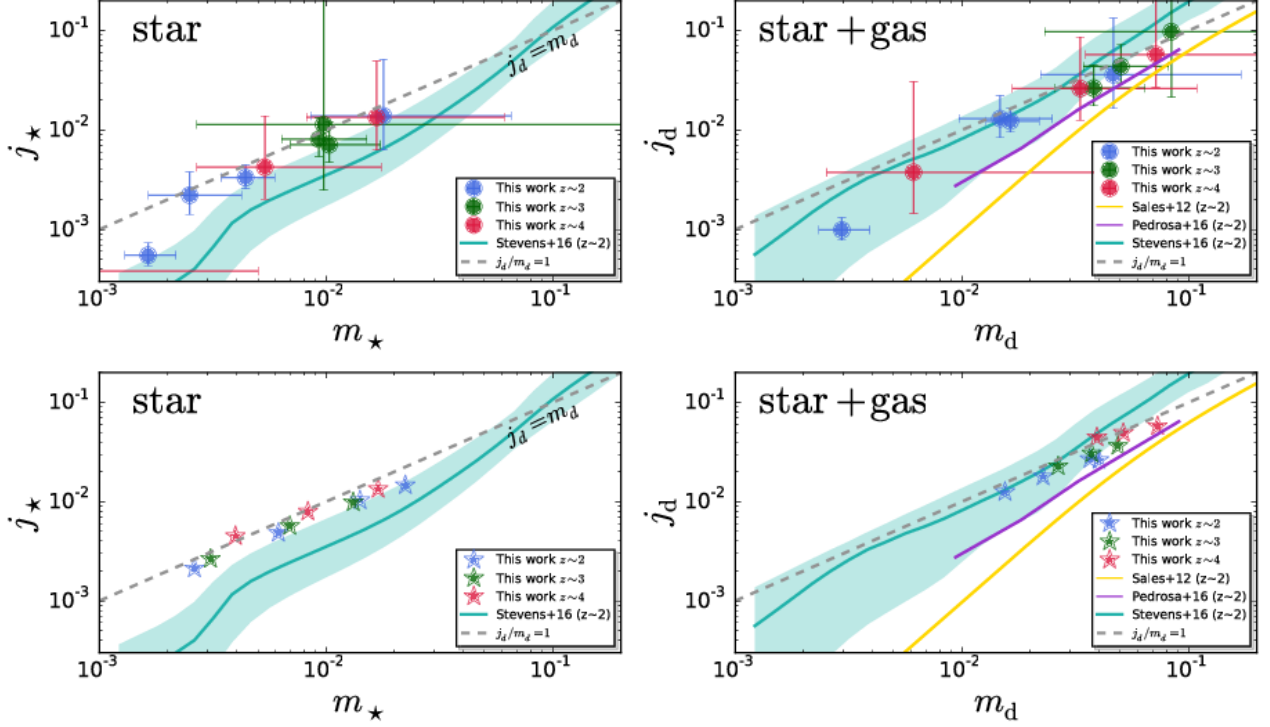 star
j_d = m_d
10^-1
10^-2
10^-3
j_⋆
This work z~2
This work z~3
This work z~4
Stevens+16 (z~2)
j_d/m_d = 1
10^-3
10^-2
10^-1
m_⋆
star + gas
10^-1
10^-2
10^-3
j_d
This work z~2
This work z~3
This work z~4
Sales+12 (z~2)
Pedrosa+16 (z~2)
Stevens+16 (z~2)
j_d/m_d = 1
10^-3
10^-2
10^-1
m_d
star
j_d = m_d
10^-1
10^-2
10^-3
j_⋆
This work z~2
This work z~3
This work z~4
Stevens+16 (z~2)
j_d/m_d = 1
10^-3
10^-2
10^-1
m_⋆
star + gas
10^-1
10^-2
10^-3
j_d
This work z~2
This work z~3
This work z~4
Sales+12 (z~2)
Pedrosa+16 (z~2)
Stevens+16 (z~2)
j_d/m_d = 1
10^-3
10^-2
10^-1
m_d